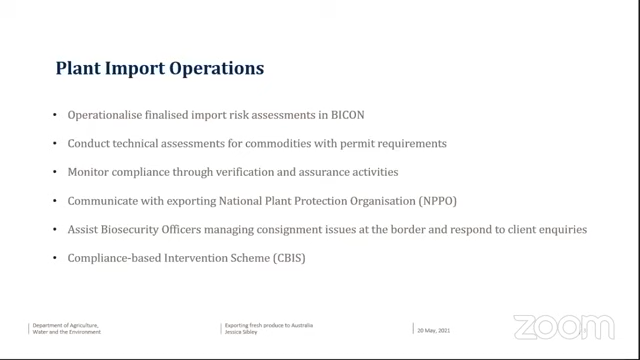 Plant Import Operations
• Operationalise finalised import risk assessments in BICON
• Conduct technical assessments for commodities with permit requirements
• Monitor compliance through verification and assurance activities
• Communicate with exporting National Plant Protection Organisation (NPPO)
• Assist Biosecurity Officers managing consignment issues at the border and respond to client enquiries
• Compliance-based Intervention Scheme (CBIS)
Department of Agriculture,
Water and the Environment
Exporting fresh produce to Australia
Jessica Sibley
20 May, 2021
zoom